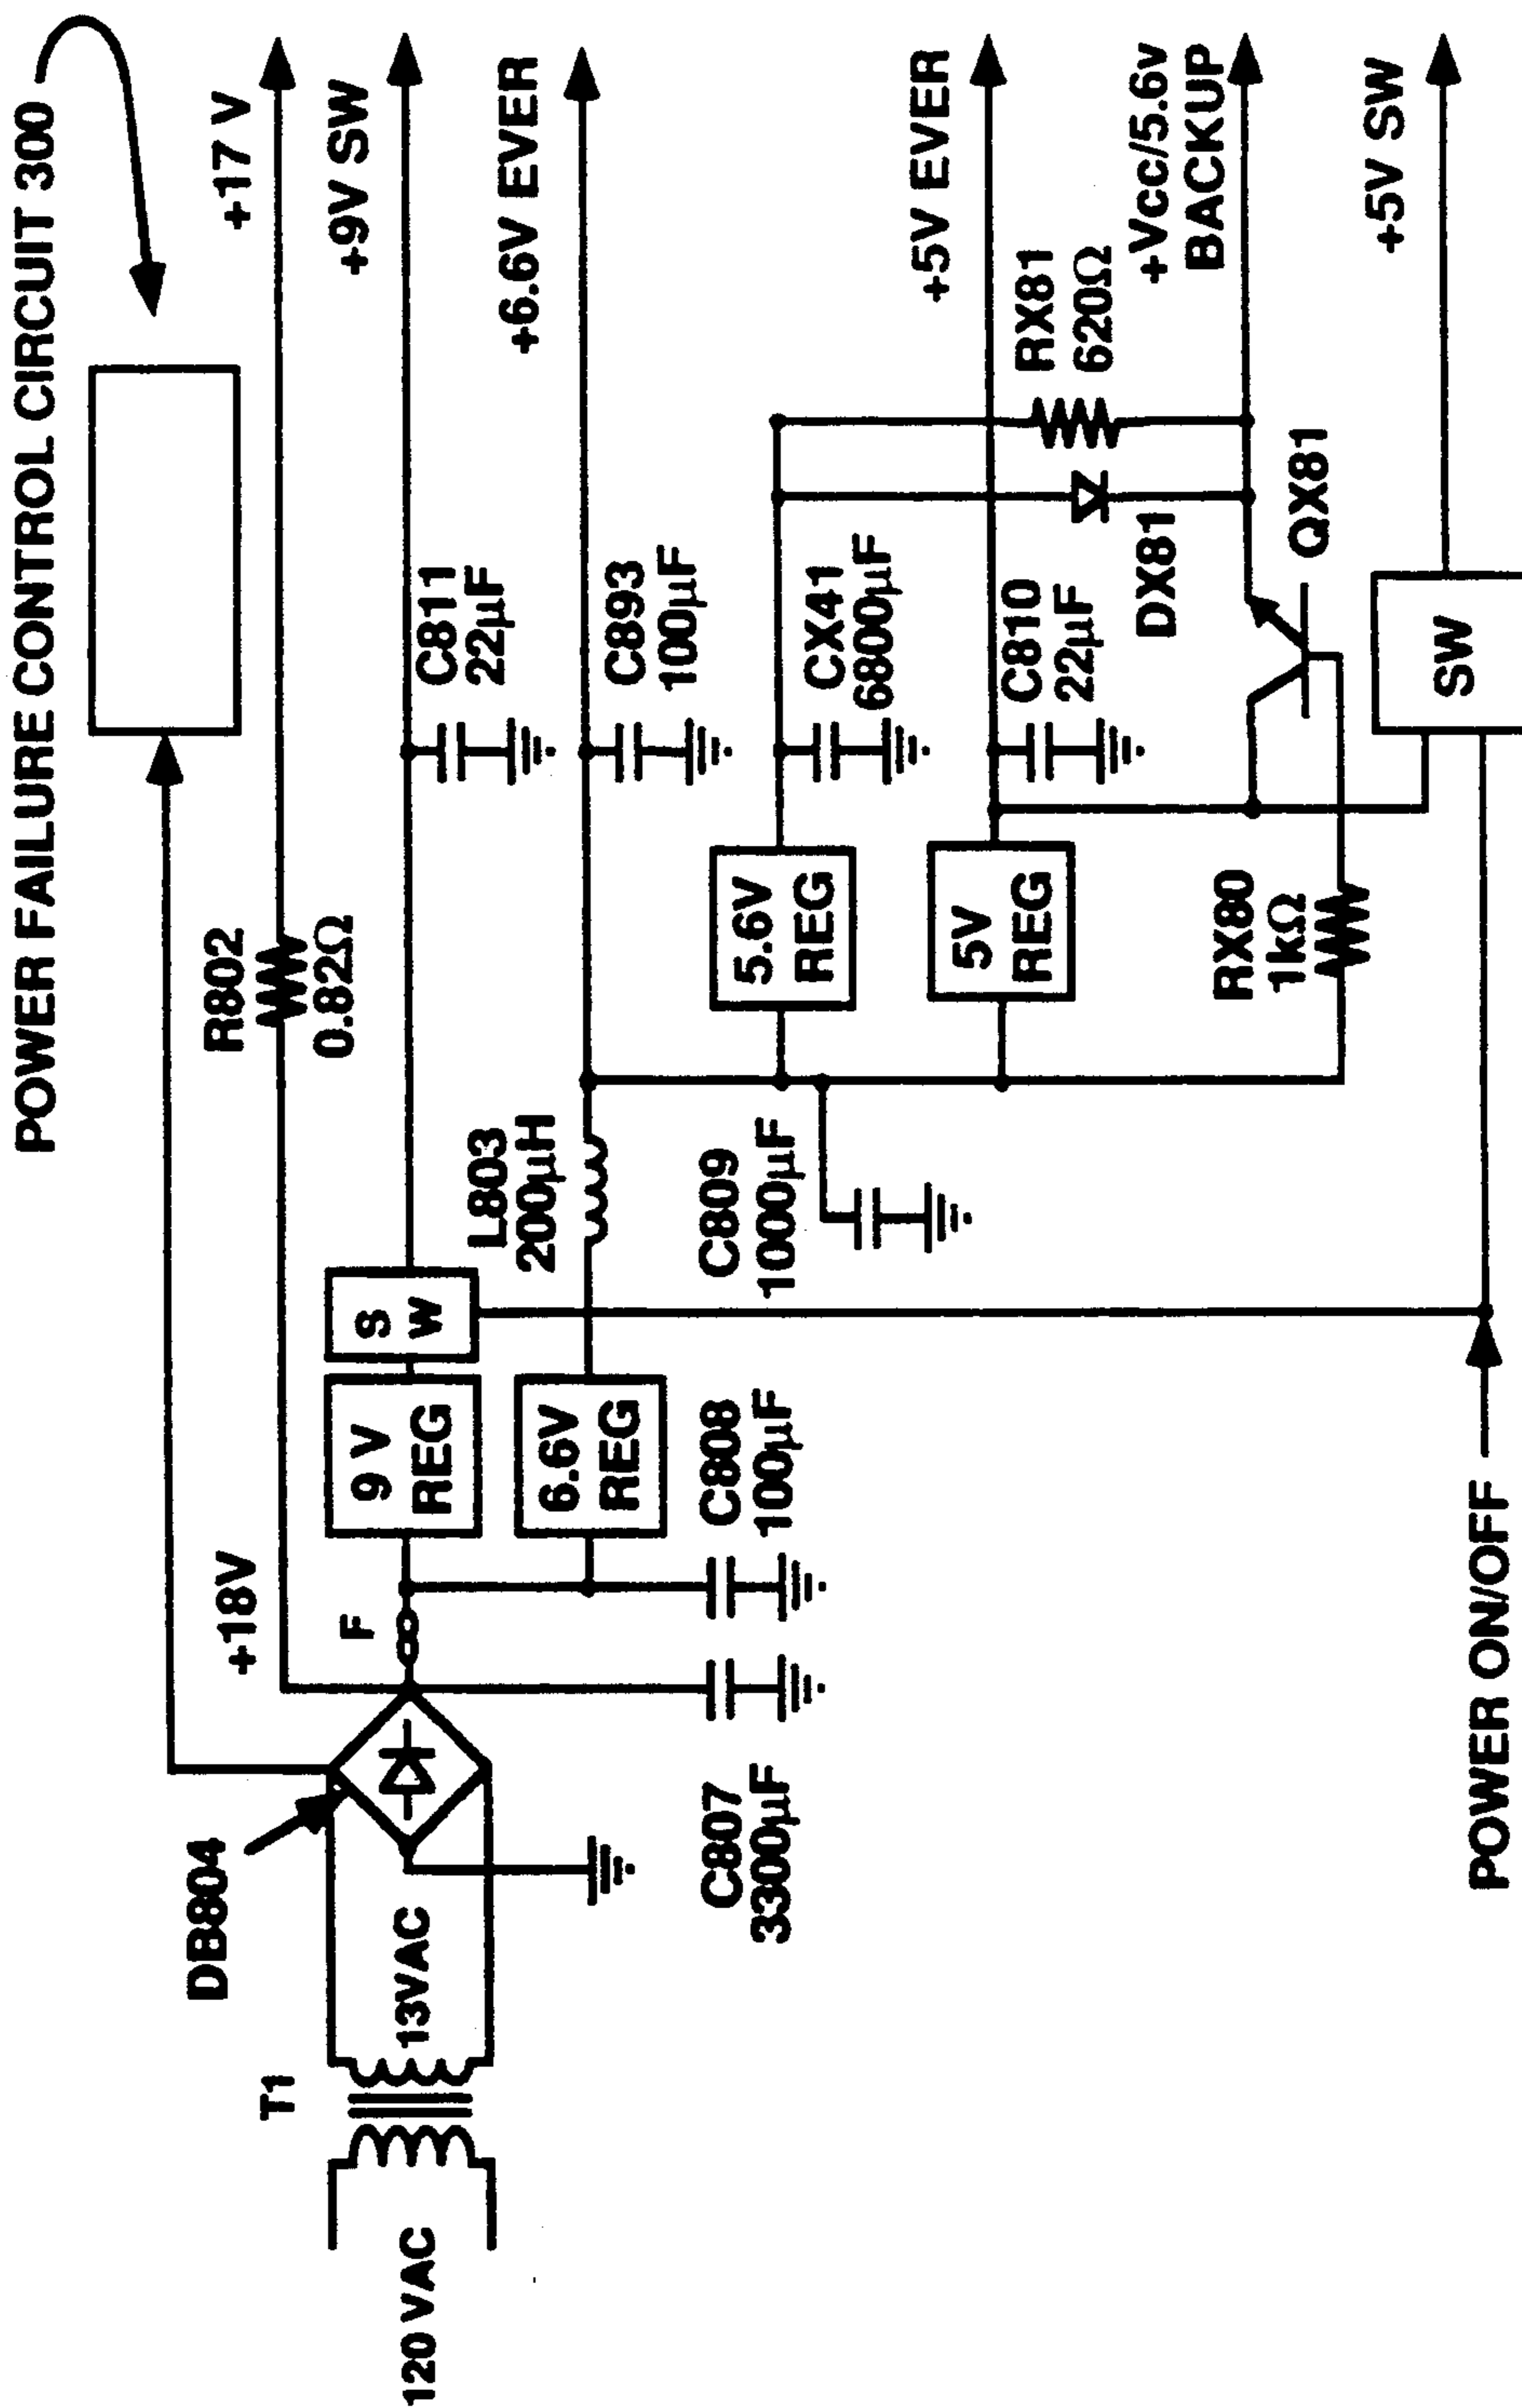 POWER FAILURE CONTROL CIRCUIT 300
+17 V
R802
0.82Ω
+18V
+9V SW
C811
22µF
S
W
9 V
REG
F
DB804
T1
120 VAC
13VAC
+6.6V EVER
L803
200µH
C893
100µF
6.6V
REG
C807
3300µF
C808
100µF
C809
1000µF
5.6V
REG
CX41
6800µF
+5V EVER
5V
REG
C810
22µF
RX81
620Ω
DX81
+Vcc/5.6v
BACKUP
RX80
1kΩ
QX81
+5V SW
SW
POWER ON/OFF